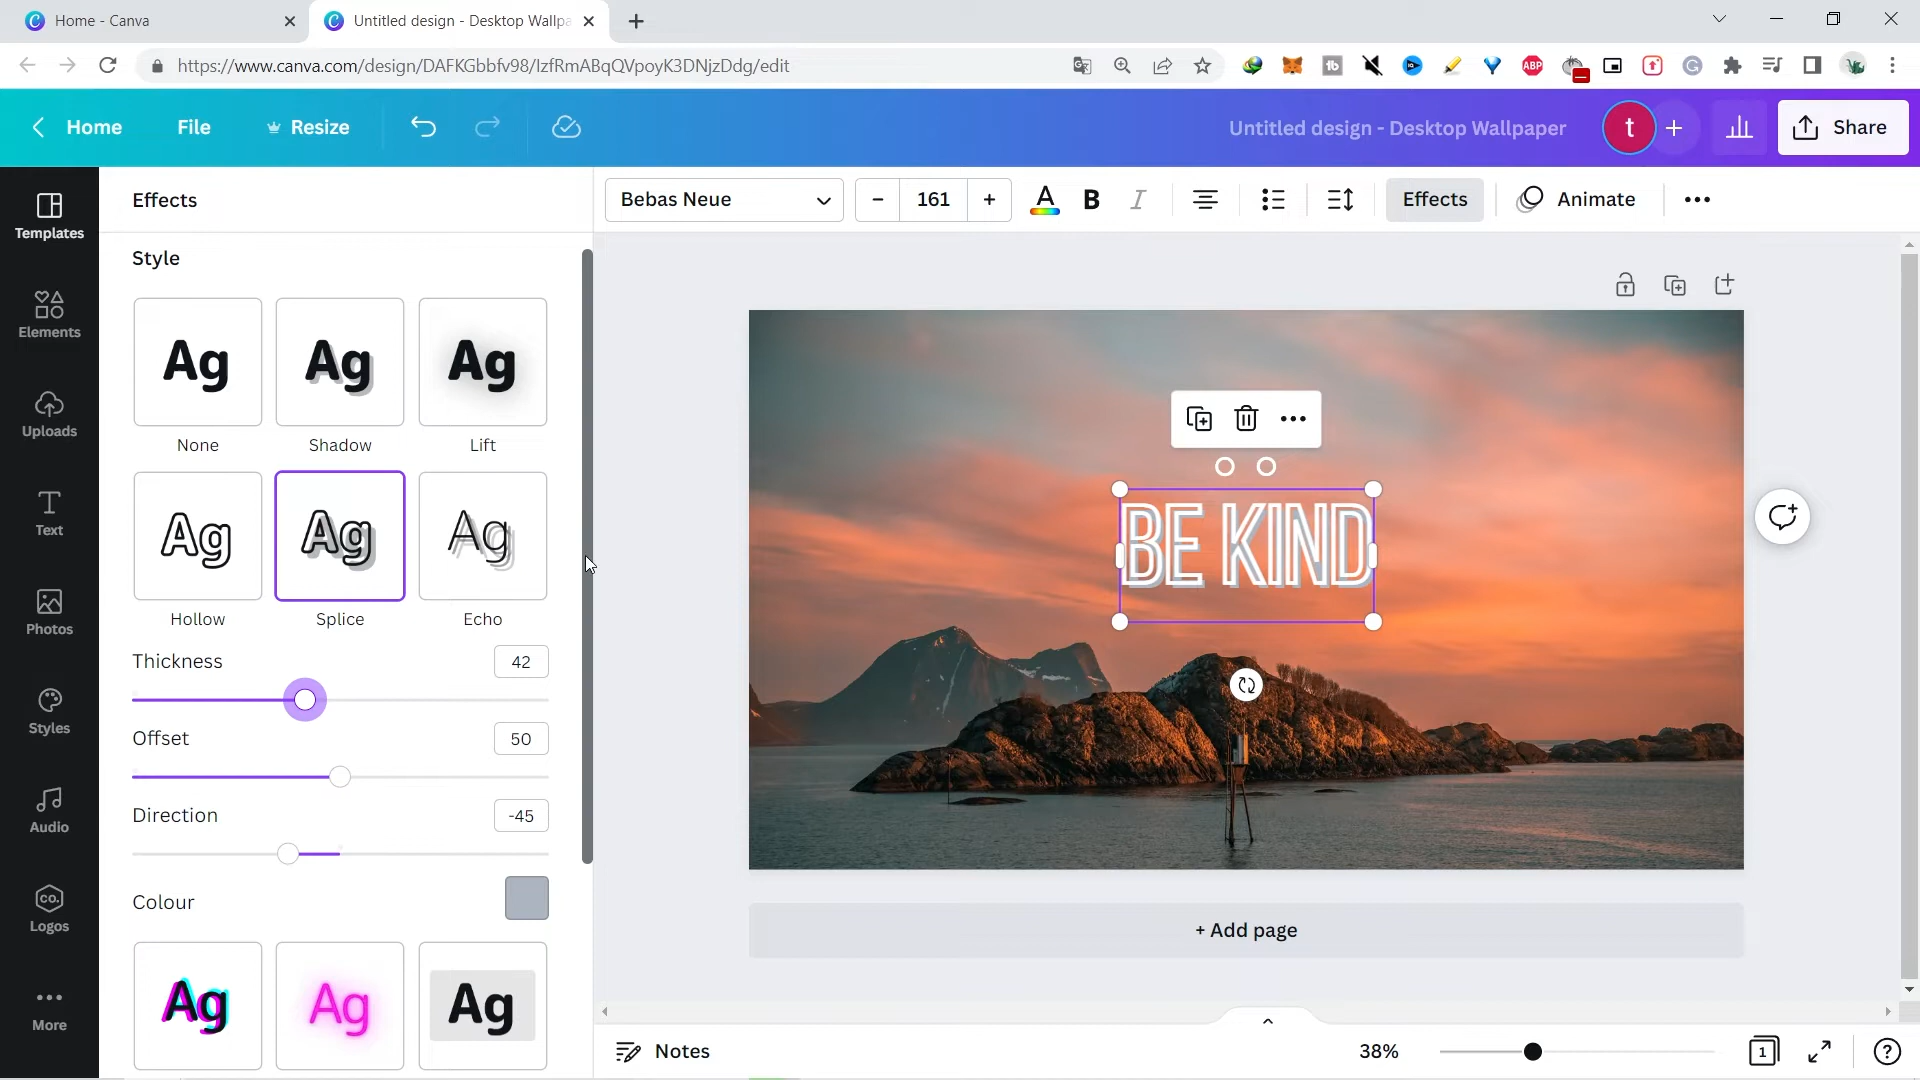 Home - Canva
Untitled design - Desktop Wallpa
https://www.canva.com/design/DAFKGbbfv98/IzfRmABqQVpoyK3DNjzDdg/edit
Home
File
Resize
Untitled design - Desktop Wallpaper
t
Share
Templates
Elements
Uploads
Text
Photos
Styles
Audio
Logos
More
Effects
Style
Ag
Ag
Ag
None
Shadow
Lift
Ag
Ag
Ag
Hollow
Splice
Echo
Thickness
42
Offset
50
Direction
-45
Colour
Ag
Ag
Ag
Bebas Neue
161
A
B
I
Effects
Animate
BE KIND
+ Add page
Notes
38%
1
?
co.
T
ABP